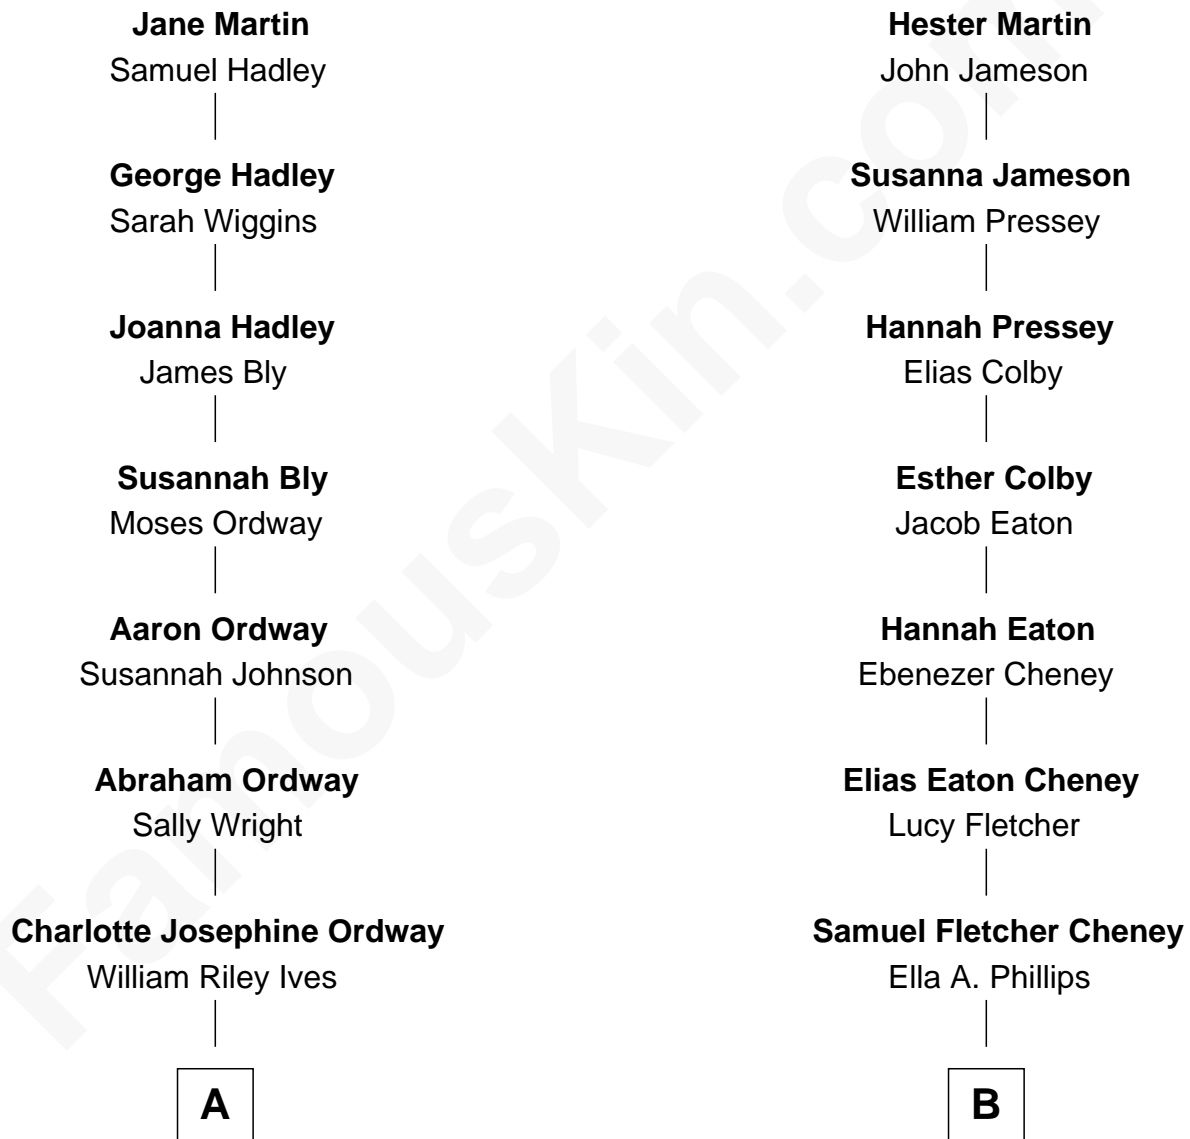 Jane Martin
Samuel Hadley
George Hadley
Sarah Wiggins
Joanna Hadley
James Bly
Susannah Bly
Moses Ordway
Aaron Ordway
Susannah Johnson
Abraham Ordway
Sally Wright
Charlotte Josephine Ordway
William Riley Ives
A
Hester Martin
John Jameson
Susanna Jameson
William Pressey
Hannah Pressey
Elias Colby
Esther Colby
Jacob Eaton
Hannah Eaton
Ebenezer Cheney
Elias Eaton Cheney
Lucy Fletcher
Samuel Fletcher Cheney
Ella A. Phillips
B
FamousKin.com